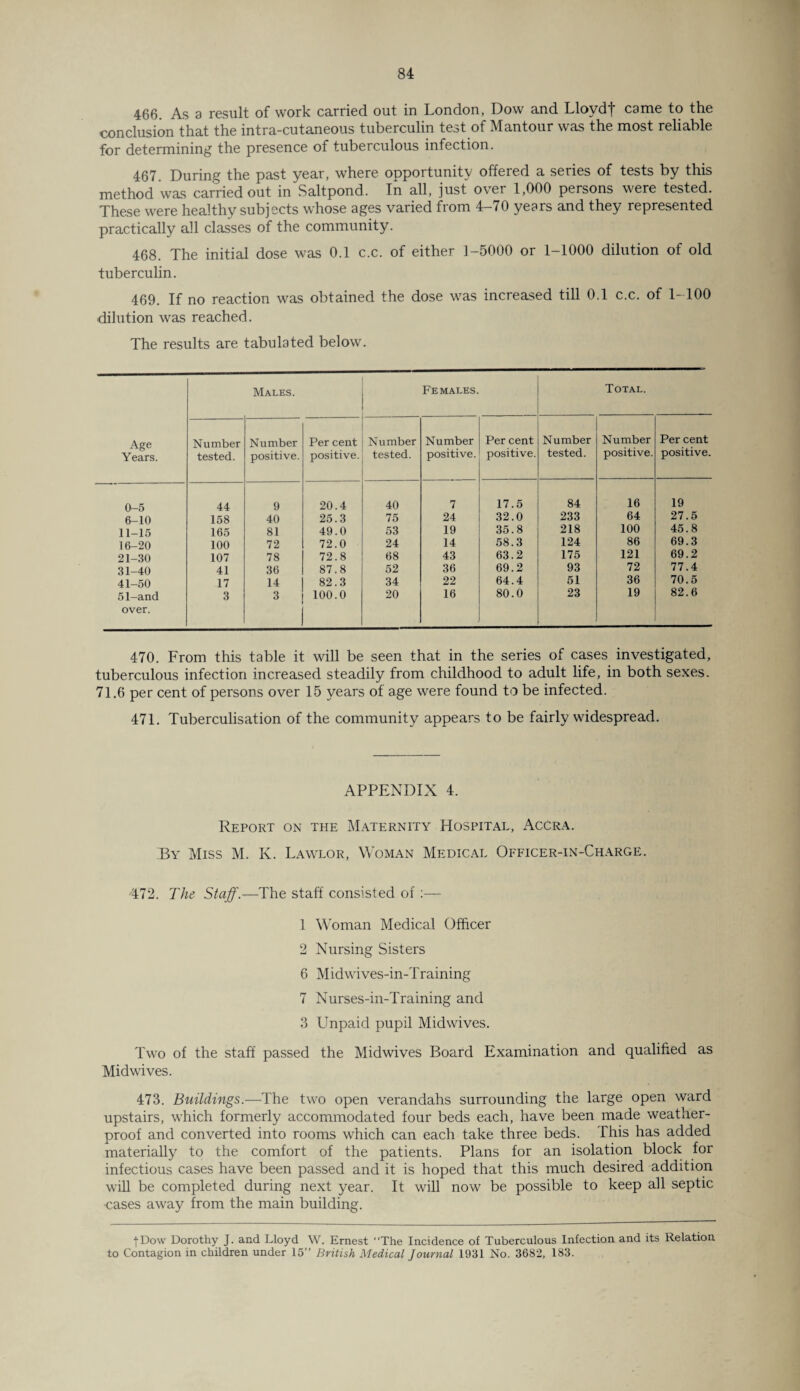 84
466. As a result of work carried out in London, Dow and Lloyd† came to the
conclusion that the intra-cutaneous tuberculin test of Mantour was the most reliable
for determining the presence of tuberculous infection.
467. During the past year, where opportunity offered a series of tests by this
method was carried out in Saltpond. In all, just over 1,000 persons were tested.
These were healthy subjects whose ages varied from 4–70 years and they represented
practically all classes of the community.
468. The initial dose was 0.1 c.c. of either 1–5000 or 1–1000 dilution of old
tuberculin.
469. If no reaction was obtained the dose was increased till 0.1 c.c. of 1–100
dilution was reached.
The results are tabulated below.
Males. Females. Total.
Age Years. Number tested. Number positive. Per cent positive. Number tested. Number positive. Per cent positive. Number tested. Number positive. Per cent positive.
0–5 44 9 20.4 40 7 17.5 84 16 19
6–10 158 40 25.3 75 24 32.0 233 64 27.5
11–15 165 81 49.0 53 19 35.8 218 100 45.8
16–20 100 72 72.0 24 14 58.3 124 86 69.3
21–30 107 78 72.8 68 43 63.2 175 121 69.2
31–40 41 36 87.8 52 36 69.2 93 72 77.4
41–50 17 14 82.3 34 22 64.4 51 36 70.5
51–and over. 3 3 100.0 20 16 80.0 23 19 82.6
470. From this table it will be seen that in the series of cases investigated,
tuberculous infection increased steadily from childhood to adult life, in both sexes.
71.6 per cent of persons over 15 years of age were found to be infected.
471. Tuberculisation of the community appears to be fairly widespread.
APPENDIX 4.
Report on the Maternity Hospital, Accra.
By Miss M. K. Lawlor, Woman Medical Officer-in-Charge.
472. The Staff.—The staff consisted of :—
1 Woman Medical Officer
2 Nursing Sisters
6 Midwives-in-Training
7 Nurses-in-Training and
3 Unpaid pupil Midwives.
Two of the staff passed the Midwives Board Examination and qualified as
Midwives.
473. Buildings.—The two open verandahs surrounding the large open ward
upstairs, which formerly accommodated four beds each, have been made weather-
proof and converted into rooms which can each take three beds. This has added
materially to the comfort of the patients. Plans for an isolation block for
infectious cases have been passed and it is hoped that this much desired addition
will be completed during next year. It will now be possible to keep all septic
cases away from the main building.
†Dow Dorothy J. and Lloyd W. Ernest "The Incidence of Tuberculous Infection and its Relation
to Contagion in children under 15" British Medical Journal 1931 No. 3682, 183.